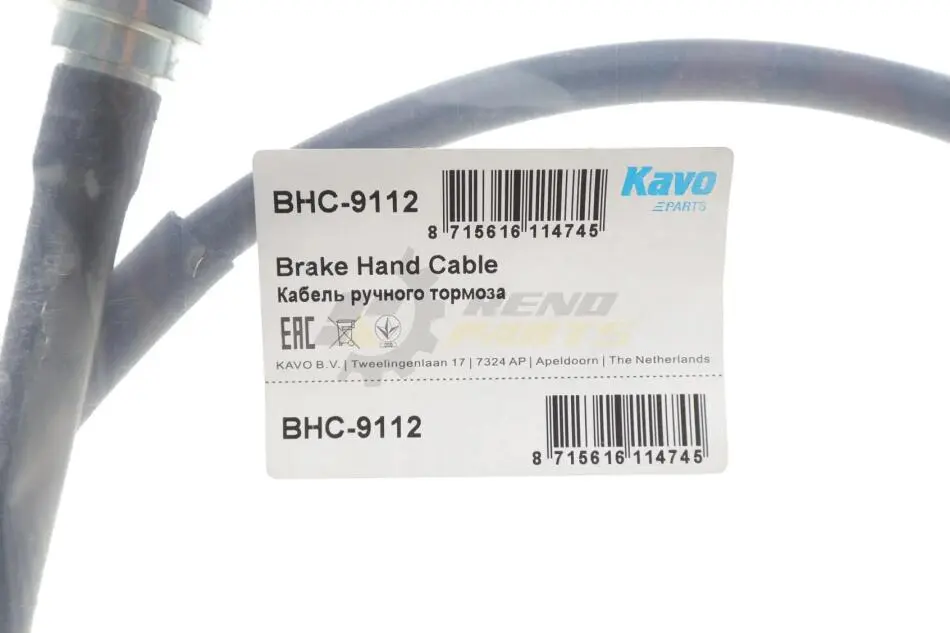 BHC-9112
8 715616 114745
Kavo
PARTS
Brake Hand Cable
Кабель ручного тормоза
RENO
PARTS
EAC
KAVO B.V. | Tweelingenlaan 17 | 7324 AP | Apeldoorn | The Netherlands
BHC-9112
8 715616 114745